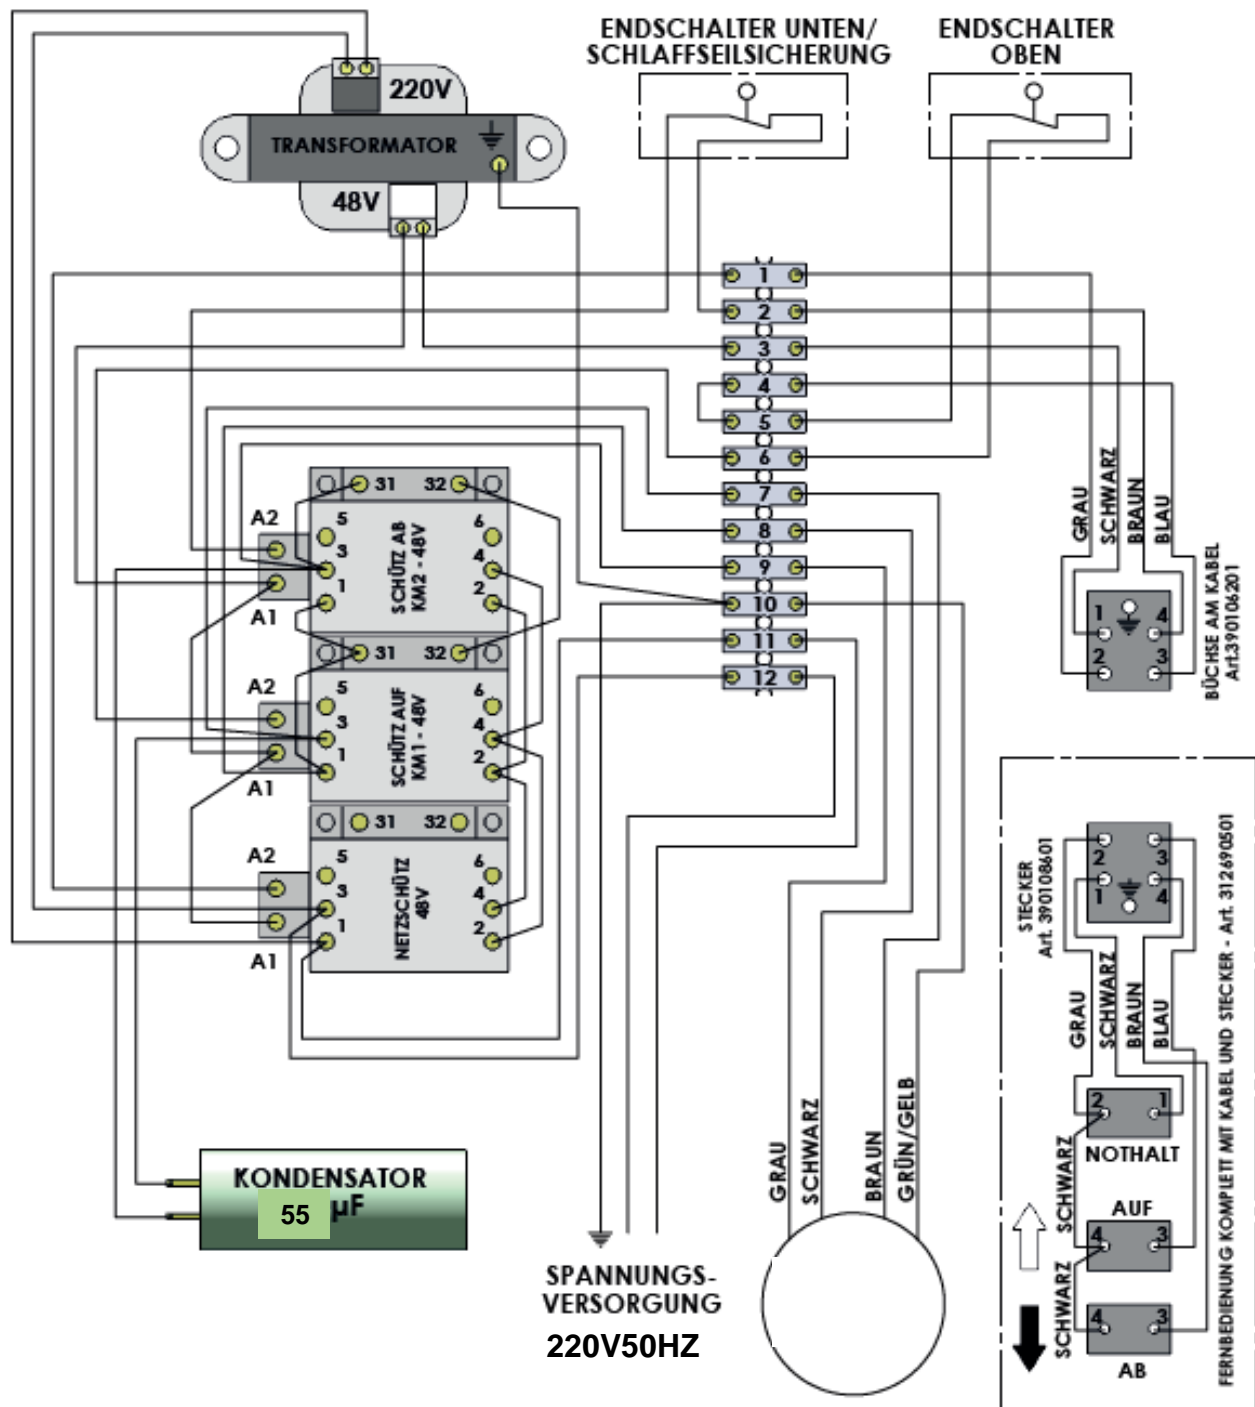 ENDSCHALTER UNTEN/
SCHLAFFSEILSICHERUNG
ENDSCHALTER
OBEN
220V
TRANSFORMATOR
48V
1
2
3
4
5
6
7
8
9
10
11
12
31 32
A2
5 6
3 4
1 2
A1
SCHÜTZ AB
KM2 - 48V
31 32
A2
5 6
3 4
1 2
A1
SCHÜTZ AUF
KM1 - 48V
31 32
A2
5 6
3 4
1 2
A1
NETZSCHÜTZ
48V
GRAU
SCHWARZ
BRAUN
BLAU
1 4
2 3
BÜCHSE AM KABEL
Art.390106201
2 3
1 4
STECKER
Art. 390108601
GRAU
SCHWARZ
BRAUN
BLAU
2 1
NOTHALT
SCHWARZ
AUF
4 3
SCHWARZ
4 3
AB
FERNBEDIENUNG KOMPLETT MIT KABEL UND STECKER - Art. 312690501
KONDENSATOR
55 µF
SPANNUNGS-
VERSORGUNG
220V50HZ
GRAU
SCHWARZ
BRAUN
GRÜN/GELB